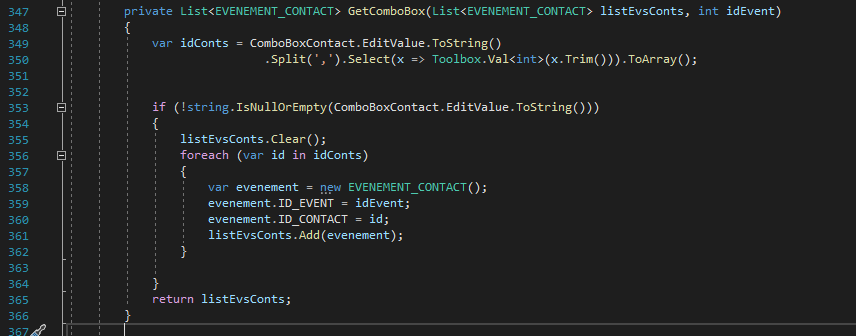 347 private List<EVENEMENT_CONTACT> GetComboBox(List<EVENEMENT_CONTACT> listEvsConts, int idEvent)
348 {
349 var idConts = ComboBoxContact.EditValue.ToString()
350 .Split(',').Select(x => Toolbox.Val<int>(x.Trim())).ToArray();
351
352
353 if (!string.IsNullOrEmpty(ComboBoxContact.EditValue.ToString()))
354 {
355 listEvsConts.Clear();
356 foreach (var id in idConts)
357 {
358 var evenement = new EVENEMENT_CONTACT();
359 evenement.ID_EVENT = idEvent;
360 evenement.ID_CONTACT = id;
361 listEvsConts.Add(evenement);
362 }
363
364 }
365 return listEvsConts;
366 }
367